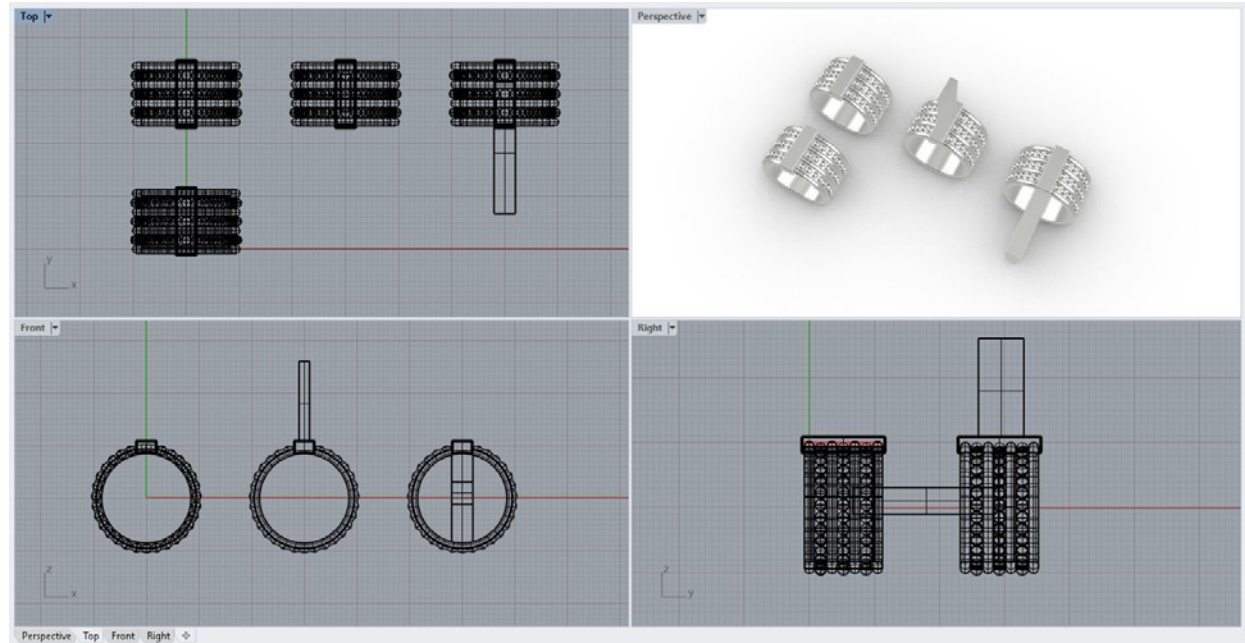 Top
Perspective
y
x
Front
Right
z
x
z
y
Perspective Top Front Right